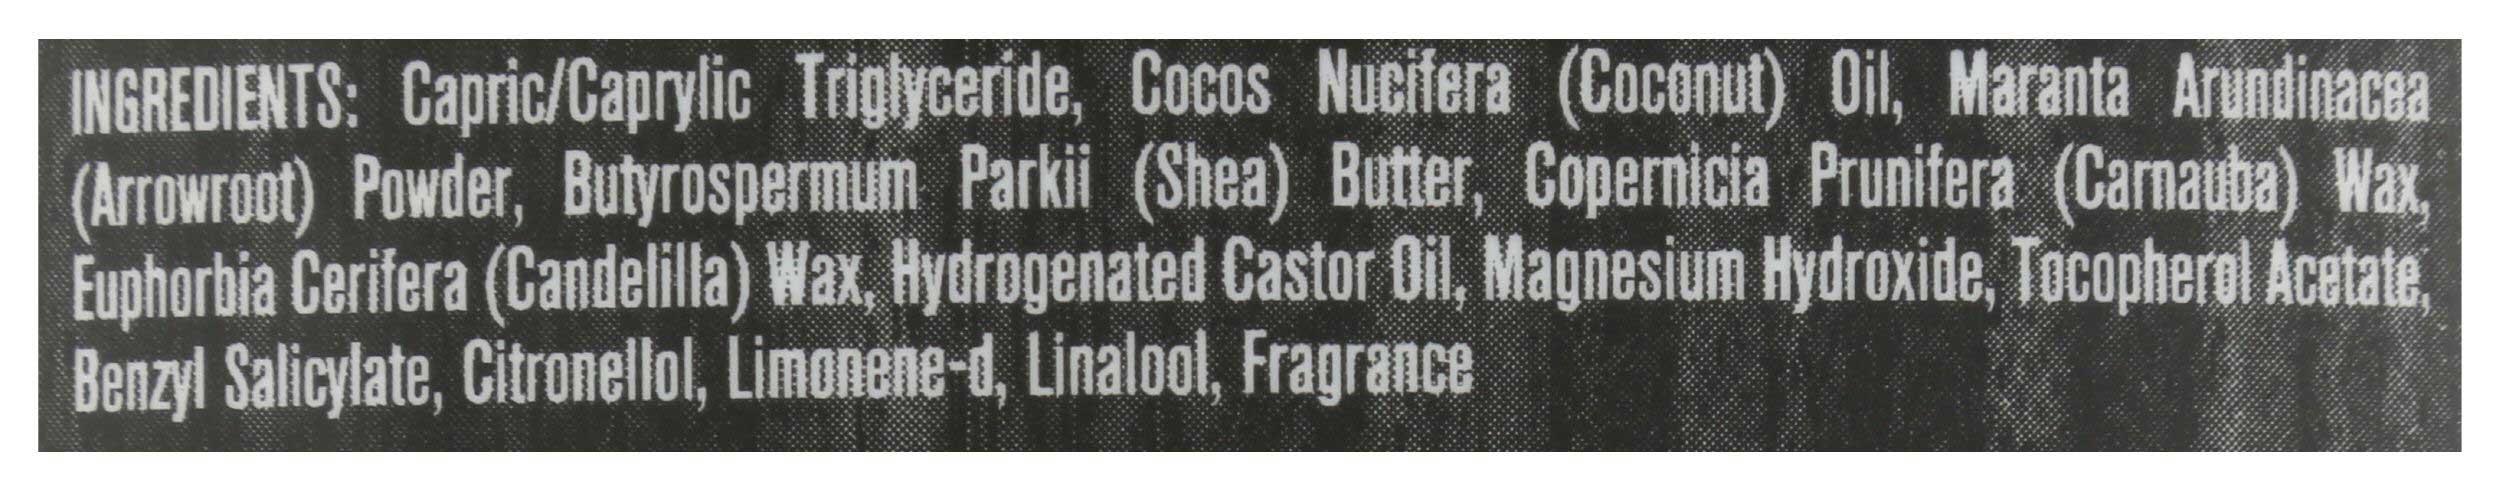 INGREDIENTS: Capric/Caprylic Triglyceride, Cocos Nucifera (Coconut) Oil, Maranta Arundinacea
(Arrowroot) Powder, Butyrospermum Parkii (Shea) Butter, Copernicia Prunifera (Carnauba) Wax,
Euphorbia Cerifera (Candelilla) Wax, Hydrogenated Castor Oil, Magnesium Hydroxide, Tocopherol Acetate,
Benzyl Salicylate, Citronellol, Limonene-d, Linalool, Fragrance